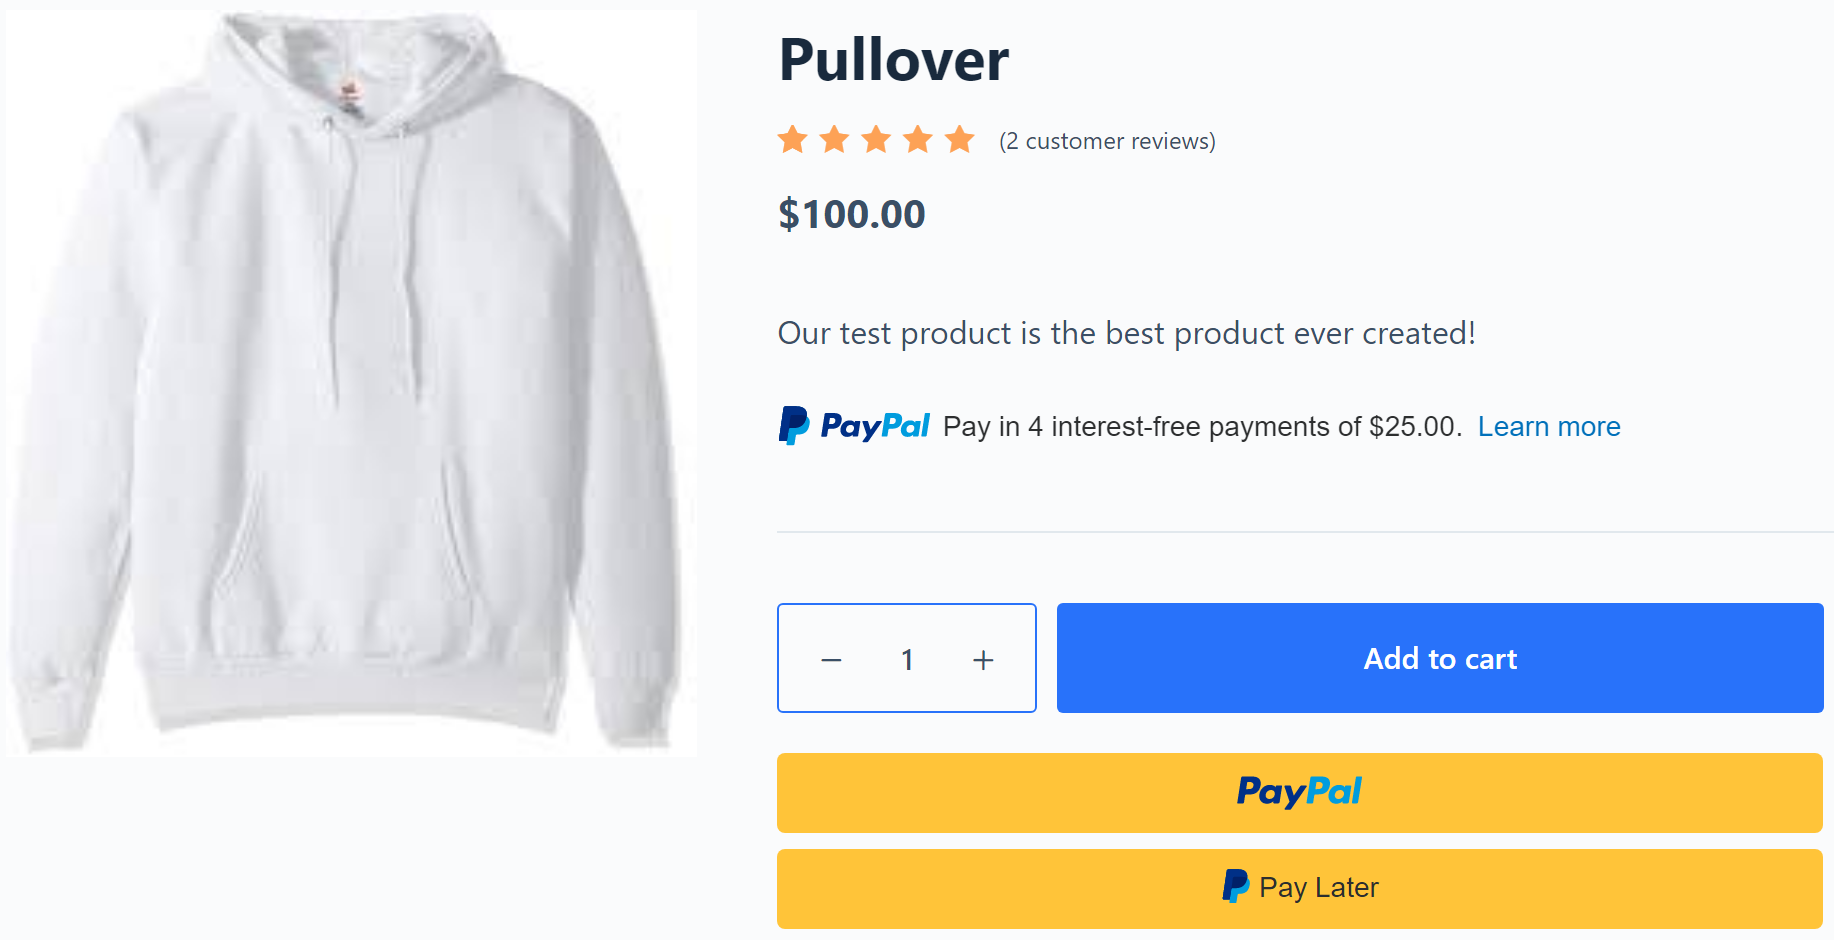 Pullover
(2 customer reviews)
$100.00
Our test product is the best product ever created!
PayPal Pay in 4 interest-free payments of $25.00. Learn more
− 1 + Add to cart
PayPal
Pay Later